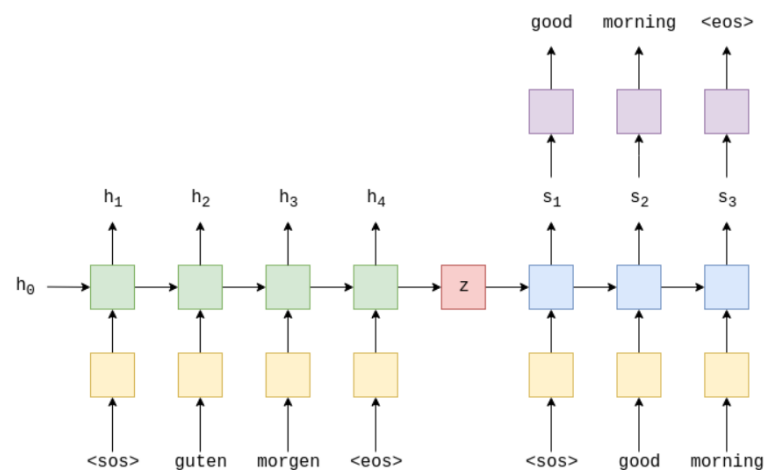 good morning <eos>
h1 h2 h3 h4 s1 s2 s3
h0 z
<sos> guten morgen <eos> <sos> good morning